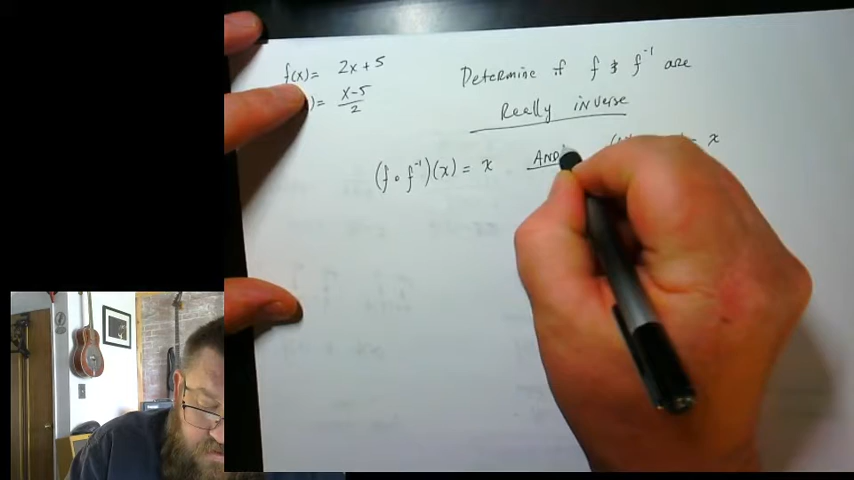 f(x) = 2x + 5
) = x-5/2
Determine if f & f⁻¹ are
Really inverse
(f ∘ f⁻¹)(x) = x AND = x